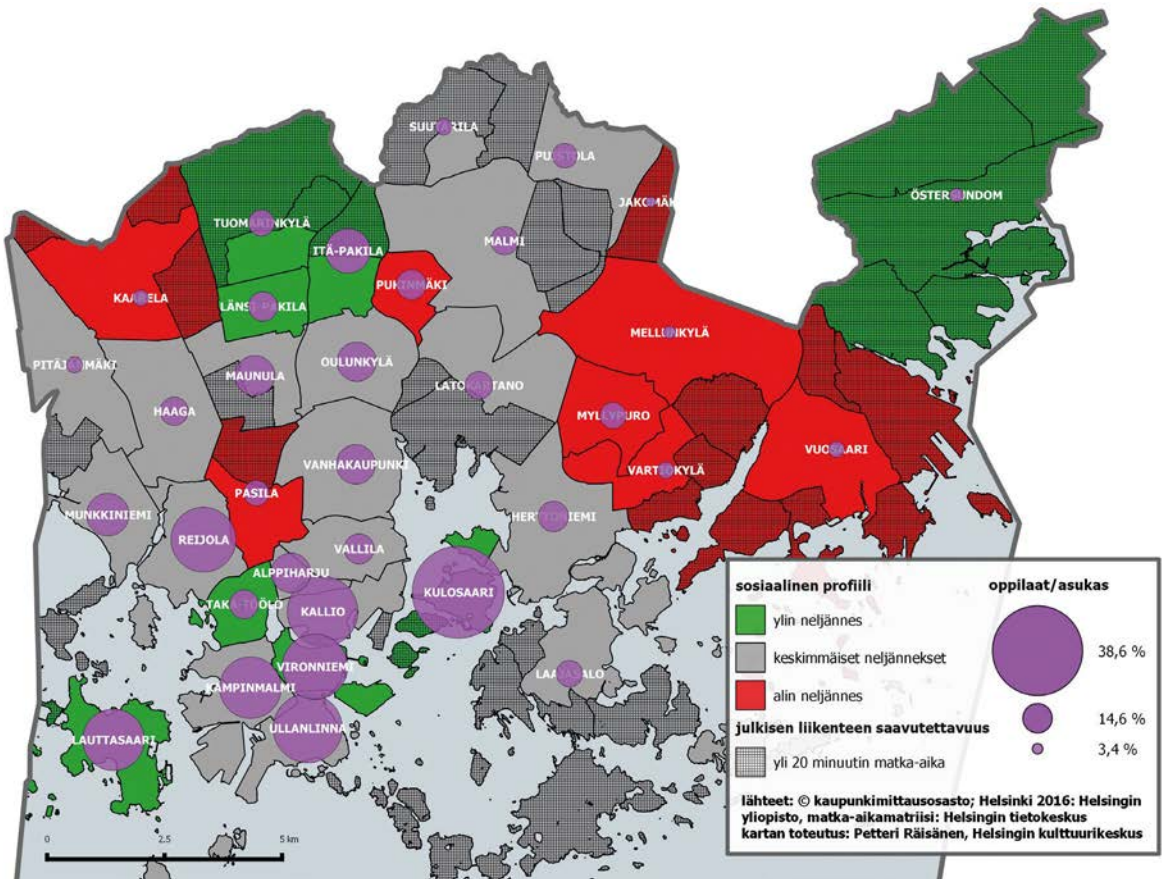 SUUTARILA
PUISTOLA
ÖSTERSUNDOM
JAKOMÄKI
TUOMARINKYLÄ
ITÄ-PAKILA
MALMI
PUKINMÄKI
KAARELA
LÄNSI-PAKILA
MELLUNKYLÄ
PITÄJÄNMÄKI
MAUNULA
OULUNKYLÄ
LATOKARTANO
HAAGA
MYLLYPURO
VUOSAARI
VANHAKAUPUNKI
VARTIOKYLÄ
PASILA
MUNKKINIEMI
HERTTONIEMI
REIJOLA
VALLILA
ALPPIHARJU
KULOSAARI
TAKA-TÖÖLÖ
KALLIO
VIRONNIEMI
LAAJASALO
KAMPINMALMI
ULLANLINNA
LAUTTASAARI
0 2.5 5 km
sosiaalinen profiili
ylin neljännes
keskimmäiset neljännekset
alin neljännes
julkisen liikenteen saavutettavuus
yli 20 minuutin matka-aika
oppilaat/asukas
38,6 %
14,6 %
3,4 %
lähteet: © kaupunkimittausosasto; Helsinki 2016: Helsingin
yliopisto, matka-aikamatriisi: Helsingin tietokeskus
kartan toteutus: Petteri Räisänen, Helsingin kulttuurikeskus